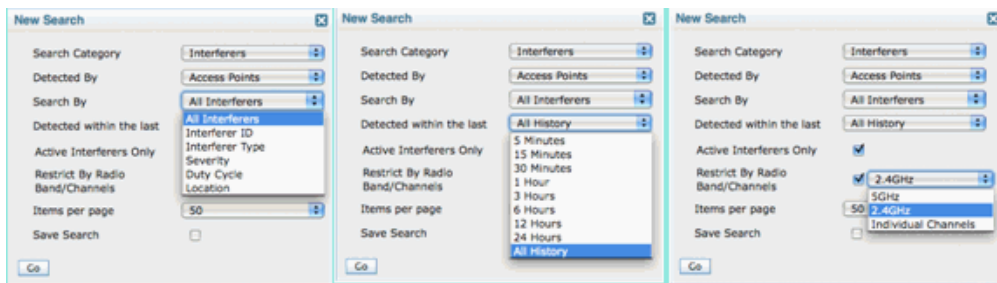 New Search
Search Category Interferers
Detected By Access Points
Search By All Interferers
All Interferers
Interferer ID
Interferer Type
Severity
Duty Cycle
Location
Detected within the last
Active Interferers Only
Restrict By Radio
Band/Channels
Items per page 50
Save Search
Go
New Search
Search Category Interferers
Detected By Access Points
Search By All Interferers
Detected within the last All History
5 Minutes
15 Minutes
30 Minutes
1 Hour
3 Hours
6 Hours
12 Hours
24 Hours
All History
Active Interferers Only
Restrict By Radio
Band/Channels
Items per page
Save Search
Go
New Search
Search Category Interferers
Detected By Access Points
Search By All Interferers
Detected within the last All History
Active Interferers Only
Restrict By Radio
Band/Channels 2.4GHz
5GHz
2.4GHz
Individual Channels
Items per page 50
Save Search
Go